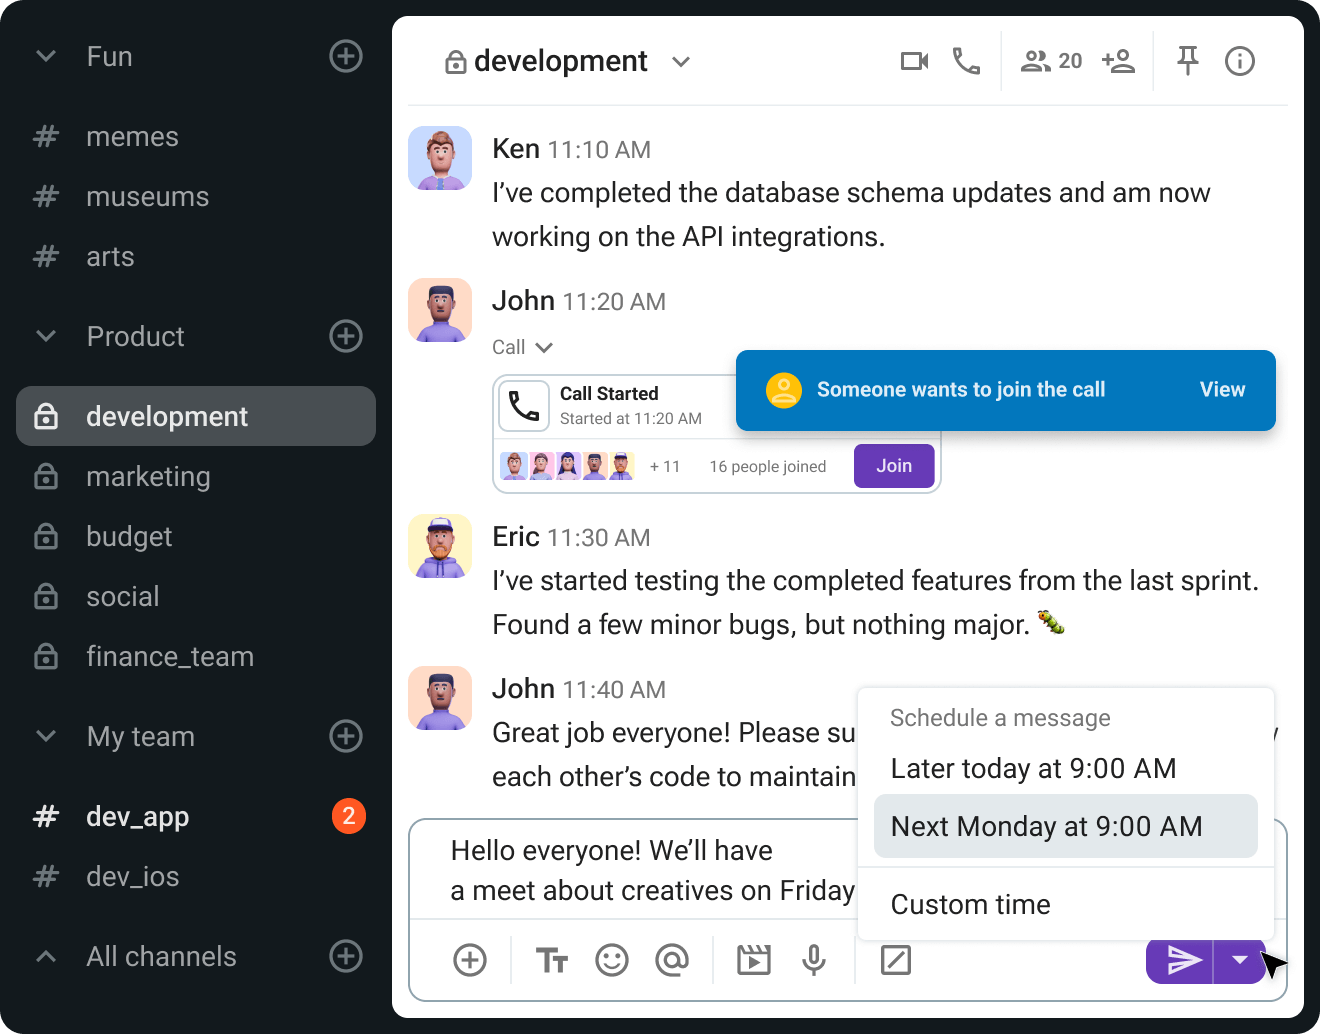 Fun
memes
museums
arts
Product
development
marketing
budget
social
finance_team
My team
dev_app 2
dev_ios
All channels
development
20
Ken 11:10 AM
I’ve completed the database schema updates and am now
working on the API integrations.
John 11:20 AM
Call
Call Started
Started at 11:20 AM
+ 11 16 people joined Join
Someone wants to join the call View
Eric 11:30 AM
I’ve started testing the completed features from the last sprint.
Found a few minor bugs, but nothing major. 🐛
John 11:40 AM
Great job everyone! Please
each other’s code to maintain
Schedule a message
Later today at 9:00 AM
Next Monday at 9:00 AM
Custom time
Hello everyone! We’ll have
a meet about creatives on Friday
Tт @